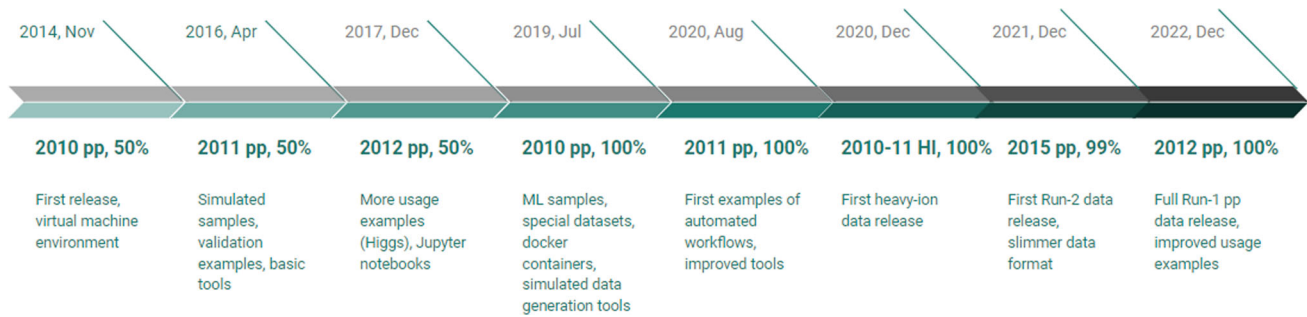 2014, Nov
2016, Apr
2017, Dec
2019, Jul
2020, Aug
2020, Dec
2021, Dec
2022, Dec
2010 pp, 50%
2011 pp, 50%
2012 pp, 50%
2010 pp, 100%
2011 pp, 100%
2010-11 HI, 100%
2015 pp, 99%
2012 pp, 100%
First release,
virtual machine
environment
Simulated
samples,
validation
examples, basic
tools
More usage
examples
(Higgs), Jupyter
notebooks
ML samples,
special datasets,
docker
containers,
simulated data
generation tools
First examples of
automated
workflows,
improved tools
First heavy-ion
data release
First Run-2 data
release,
slimmer data
format
Full Run-1 pp
data release,
improved usage
examples